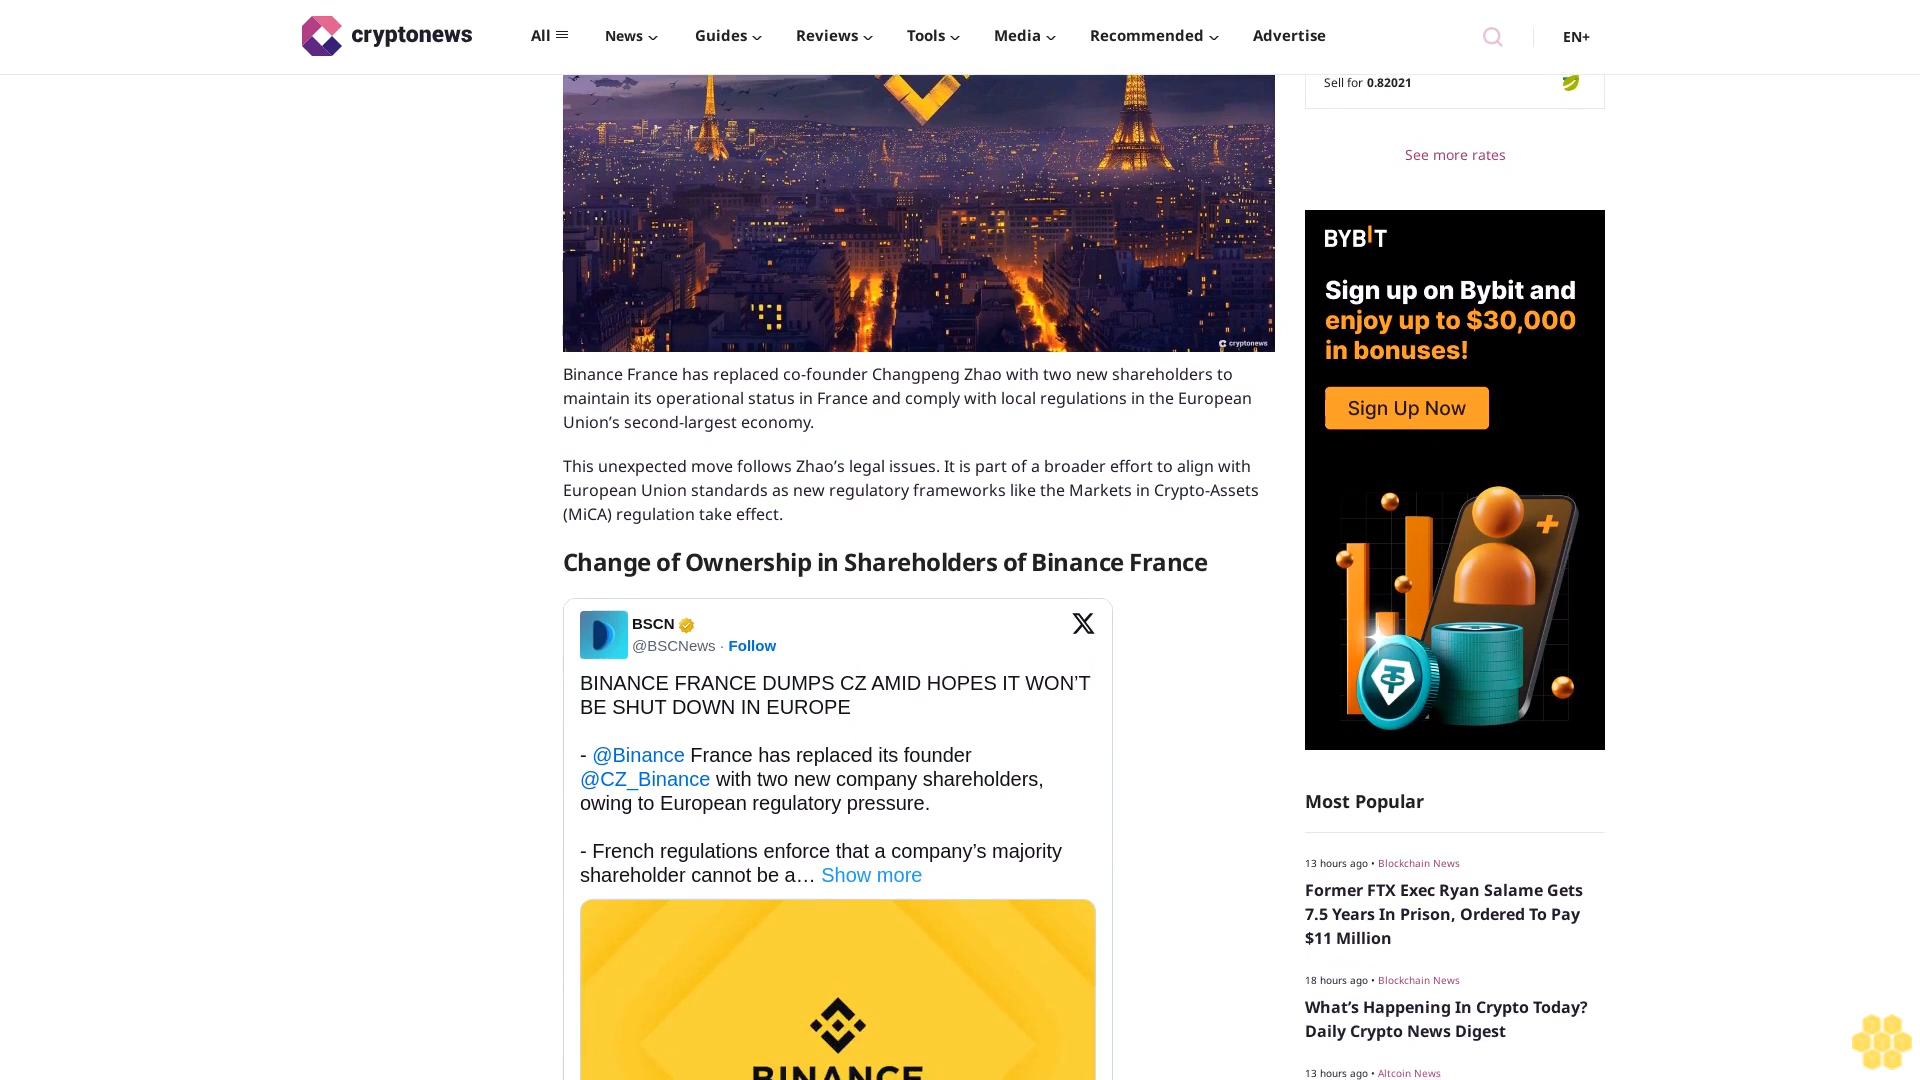 cryptonews
All
News
Guides
Reviews
Tools
Media
Recommended
Advertise
EN+
cryptonews
Binance France has replaced co-founder Changpeng Zhao with two new shareholders to
maintain its operational status in France and comply with local regulations in the European
Union’s second-largest economy.
This unexpected move follows Zhao’s legal issues. It is part of a broader effort to align with
European Union standards as new regulatory frameworks like the Markets in Crypto-Assets
(MiCA) regulation take effect.
Change of Ownership in Shareholders of Binance France
BSCN
@BSCNews · Follow
BINANCE FRANCE DUMPS CZ AMID HOPES IT WON’T
BE SHUT DOWN IN EUROPE
- @Binance France has replaced its founder
@CZ_Binance with two new company shareholders,
owing to European regulatory pressure.
- French regulations enforce that a company’s majority
shareholder cannot be a… Show more
BINANCE
Sell for 0.82021
See more rates
BYBIT
Sign up on Bybit and
enjoy up to $30,000
in bonuses!
Sign Up Now
Most Popular
13 hours ago • Blockchain News
Former FTX Exec Ryan Salame Gets
7.5 Years In Prison, Ordered To Pay
$11 Million
18 hours ago • Blockchain News
What’s Happening In Crypto Today?
Daily Crypto News Digest
13 hours ago • Altcoin News